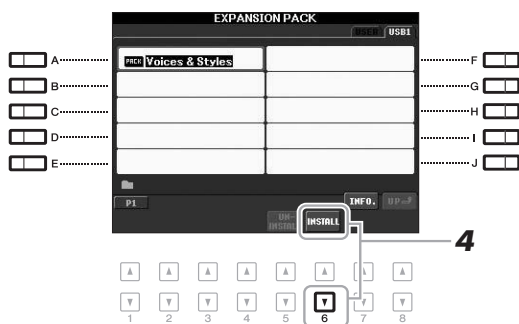 EXPANSION PACK
USER USB1
A PACK Voices & Styles F
B G
C H
D I
E J
P1 INFO. UP
UN-INSTALL INSTALL
4
1 2 3 4 5 6 7 8